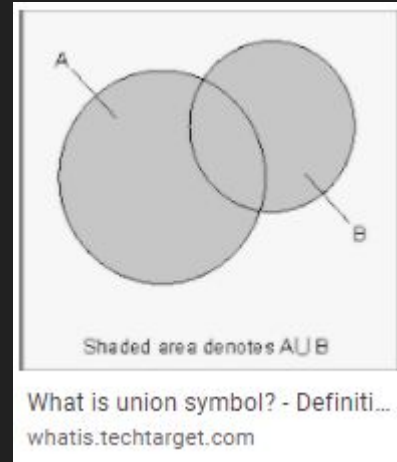 A
B
Shaded area denotes A∪B
What is union symbol? - Definiti...
whatis.techtarget.com